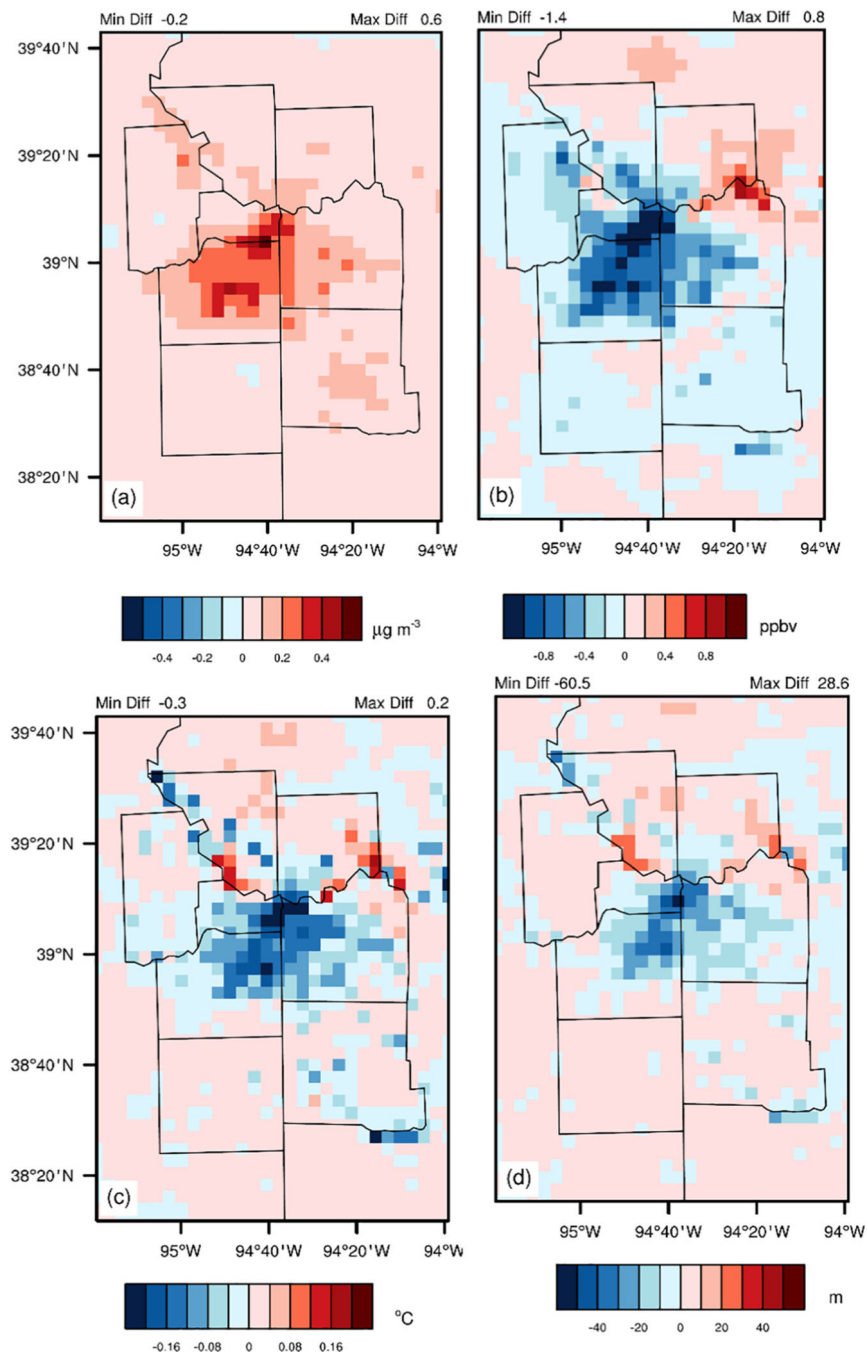 Min Diff -0.2 Max Diff 0.6
39°40'N
39°20'N
39°N
38°40'N
38°20'N
(a)
95°W 94°40'W 94°20'W 94°W
-0.4 -0.2 0 0.2 0.4
μg m-3
Min Diff -1.4 Max Diff 0.8
(b)
95°W 94°40'W 94°20'W 94°W
-0.8 -0.4 0 0.4 0.8
ppbv
Min Diff -0.3 Max Diff 0.2
39°40'N
39°20'N
39°N
38°40'N
38°20'N
(c)
95°W 94°40'W 94°20'W 94°W
-0.16 -0.08 0 0.08 0.16
°C
Min Diff -60.5 Max Diff 28.6
(d)
95°W 94°40'W 94°20'W 94°W
-40 -20 0 20 40
m